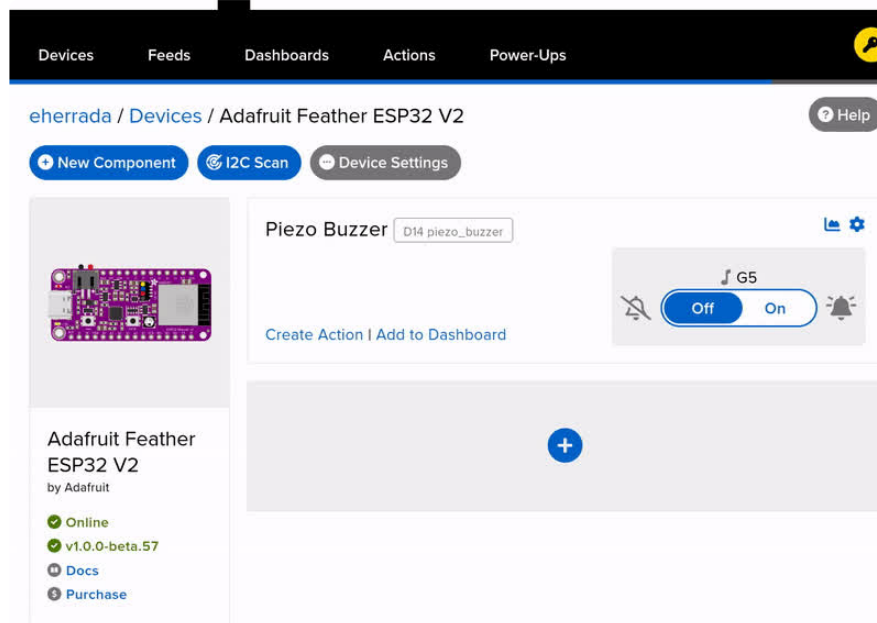 Devices Feeds Dashboards Actions Power-Ups
eherrada / Devices / Adafruit Feather ESP32 V2
Help
New Component I2C Scan Device Settings
Piezo Buzzer D14 piezo_buzzer
G5
Off On
Create Action | Add to Dashboard
Adafruit Feather
ESP32 V2
by Adafruit
Online
v1.0.0-beta.57
Docs
Purchase